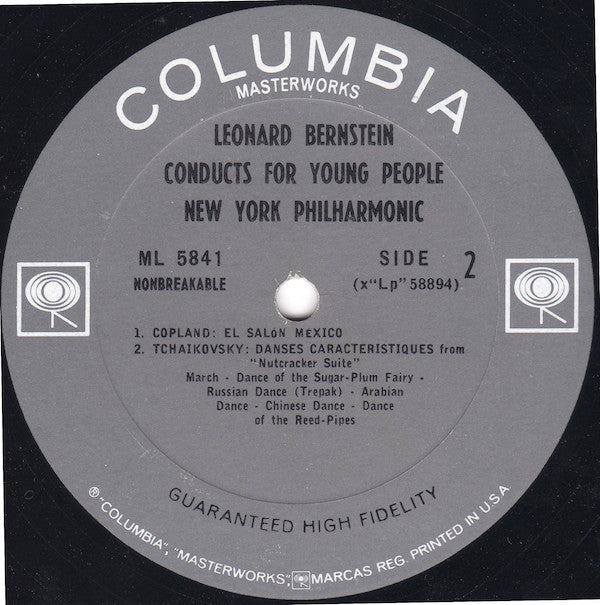 COLUMBIA
MASTERWORKS
LEONARD BERNSTEIN
CONDUCTS FOR YOUNG PEOPLE
NEW YORK PHILHARMONIC
ML 5841
NONBREAKABLE
SIDE 2
(x"Lp" 58894)
1. COPLAND: EL SALóN MEXICO
2. TCHAIKOVSKY: DANSES CARACTERISTIQUES from
"Nutcracker Suite"
March - Dance of the Sugar-Plum Fairy -
Russian Dance (Trepak) - Arabian
Dance - Chinese Dance - Dance
of the Reed-Pipes
GUARANTEED HIGH FIDELITY
® "COLUMBIA", "MASTERWORKS", MARCAS REG. PRINTED IN U.S.A.